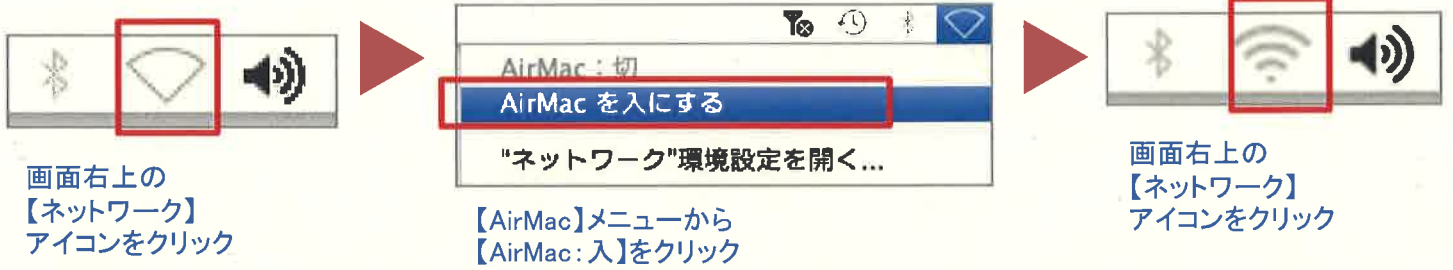 画面右上の
【ネットワーク】
アイコンをクリック
AirMac：切
AirMac を入にする
"ネットワーク"環境設定を開く...
【AirMac】メニューから
【AirMac：入】をクリック
画面右上の
【ネットワーク】
アイコンをクリック